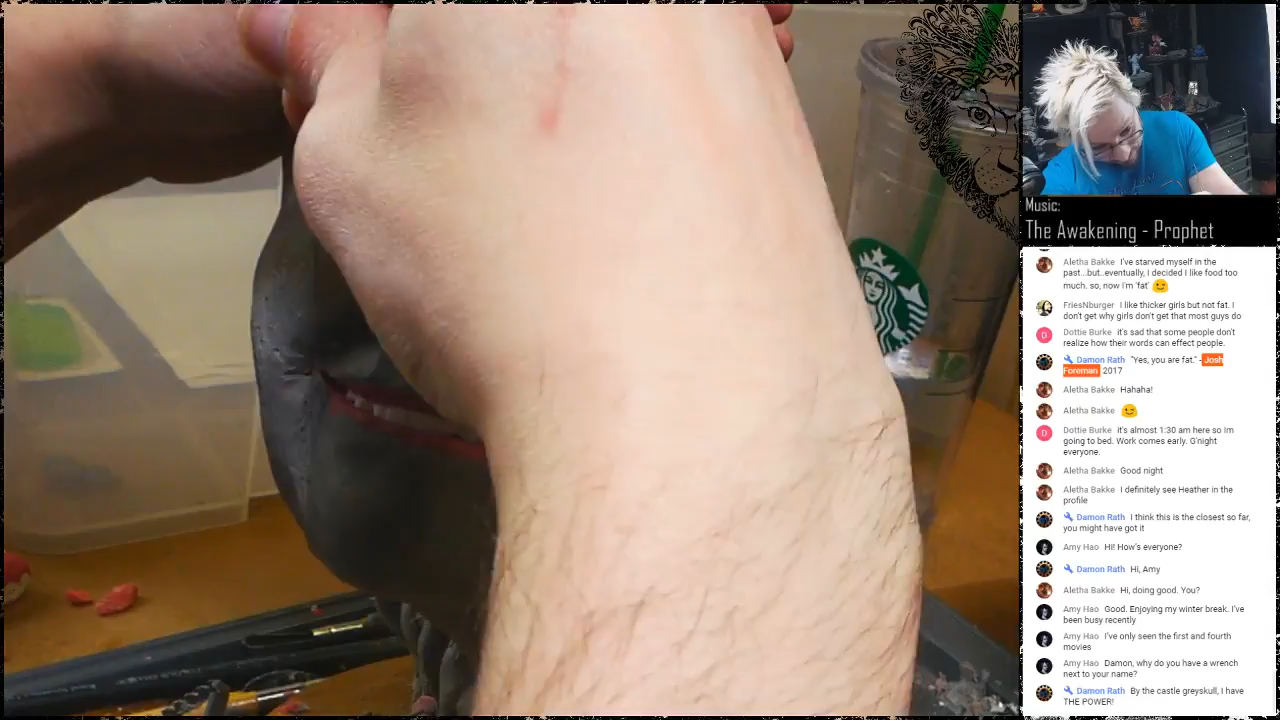 Music:
The Awakening - Prophet
Aletha Bakke I've starved myself in the
past...but..eventually, I decided I like food too
much. so, now I'm 'fat'
FriesNburger I like thicker girls but not fat. I
don't get why girls don't get that most guys do
Dottie Burke it's sad that some people don't
realize how their words can effect people.
Damon Rath "Yes, you are fat." - Josh
Foreman 2017
Aletha Bakke Hahaha!
Aletha Bakke
D Dottie Burke it's almost 1:30 am here so Im
going to bed. Work comes early. G'night
everyone.
Aletha Bakke Good night
Aletha Bakke I definitely see Heather in the
profile
Damon Rath I think this is the closest so far,
you might have got it
Amy Hao Hi! How's everyone?
Damon Rath Hi, Amy
Aletha Bakke Hi, doing good. You?
Amy Hao Good. Enjoying my winter break. I've
been busy recently
Amy Hao I've only seen the first and fourth
movies
Amy Hao Damon, why do you have a wrench
next to your name?
Damon Rath By the castle greyskull, I have
THE POWER!